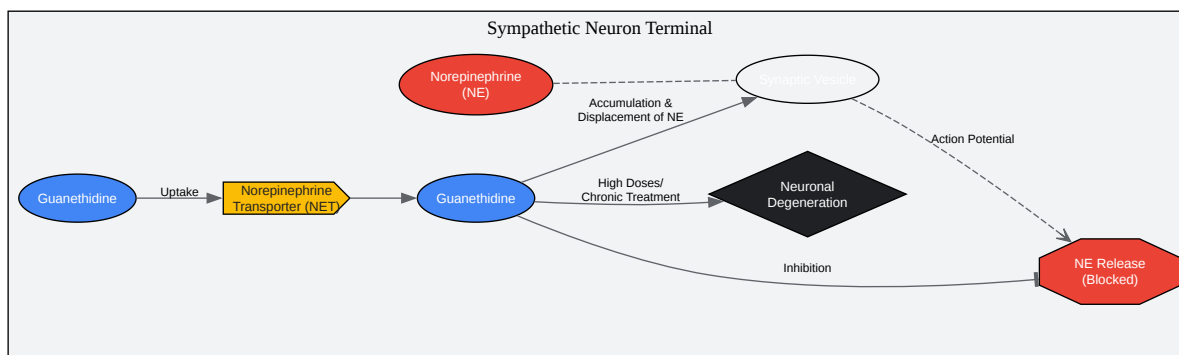 Sympathetic Neuron Terminal
Norepinephrine
(NE)
Synaptic Vesicle
Accumulation &
Displacement of NE
Action Potential
Guanethidine
Uptake
Norepinephrine
Transporter (NET)
Guanethidine
High Doses/
Chronic Treatment
Neuronal
Degeneration
Inhibition
NE Release
(Blocked)